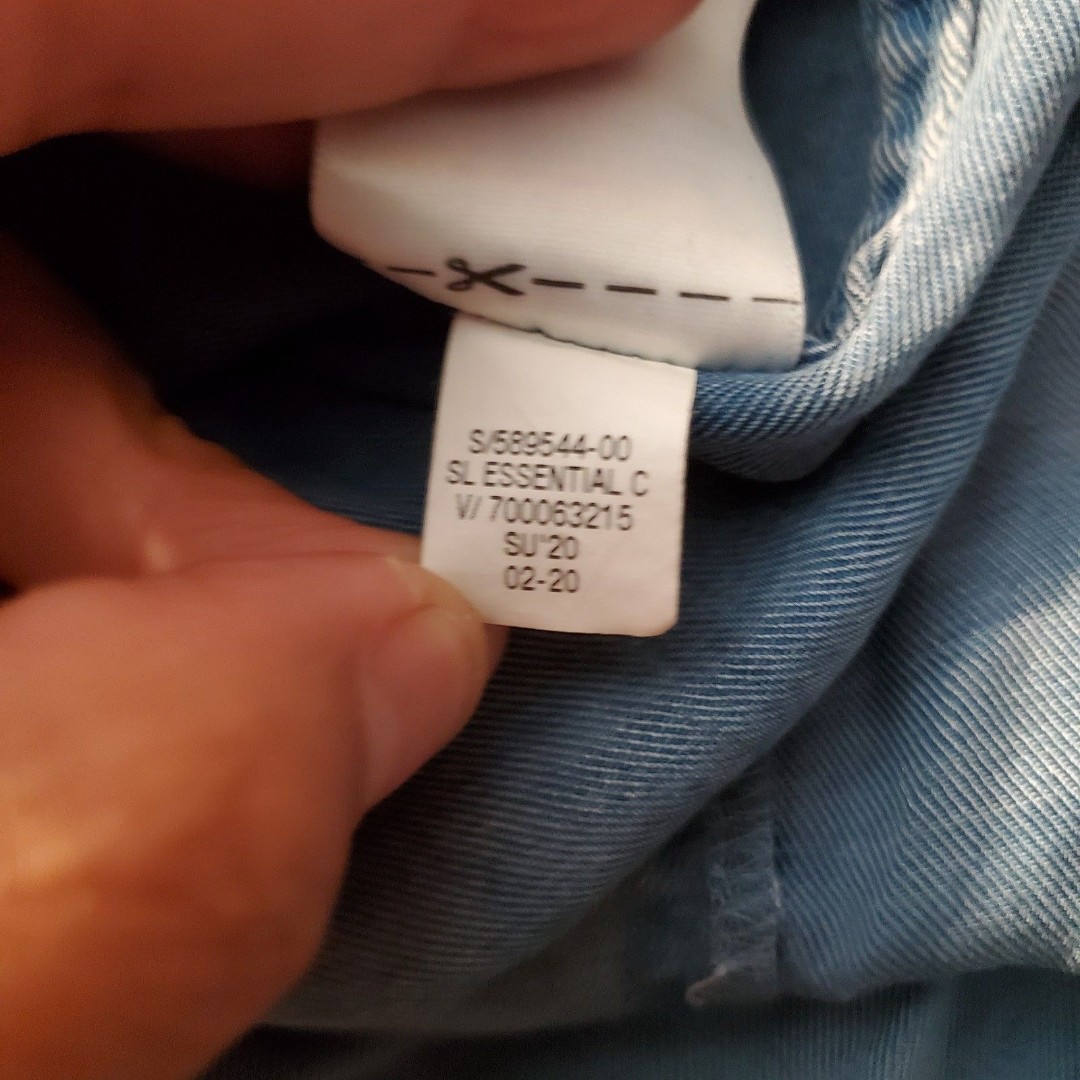 S/589544-00
SL ESSENTIAL C
V/ 700063215
SU"20
02-20